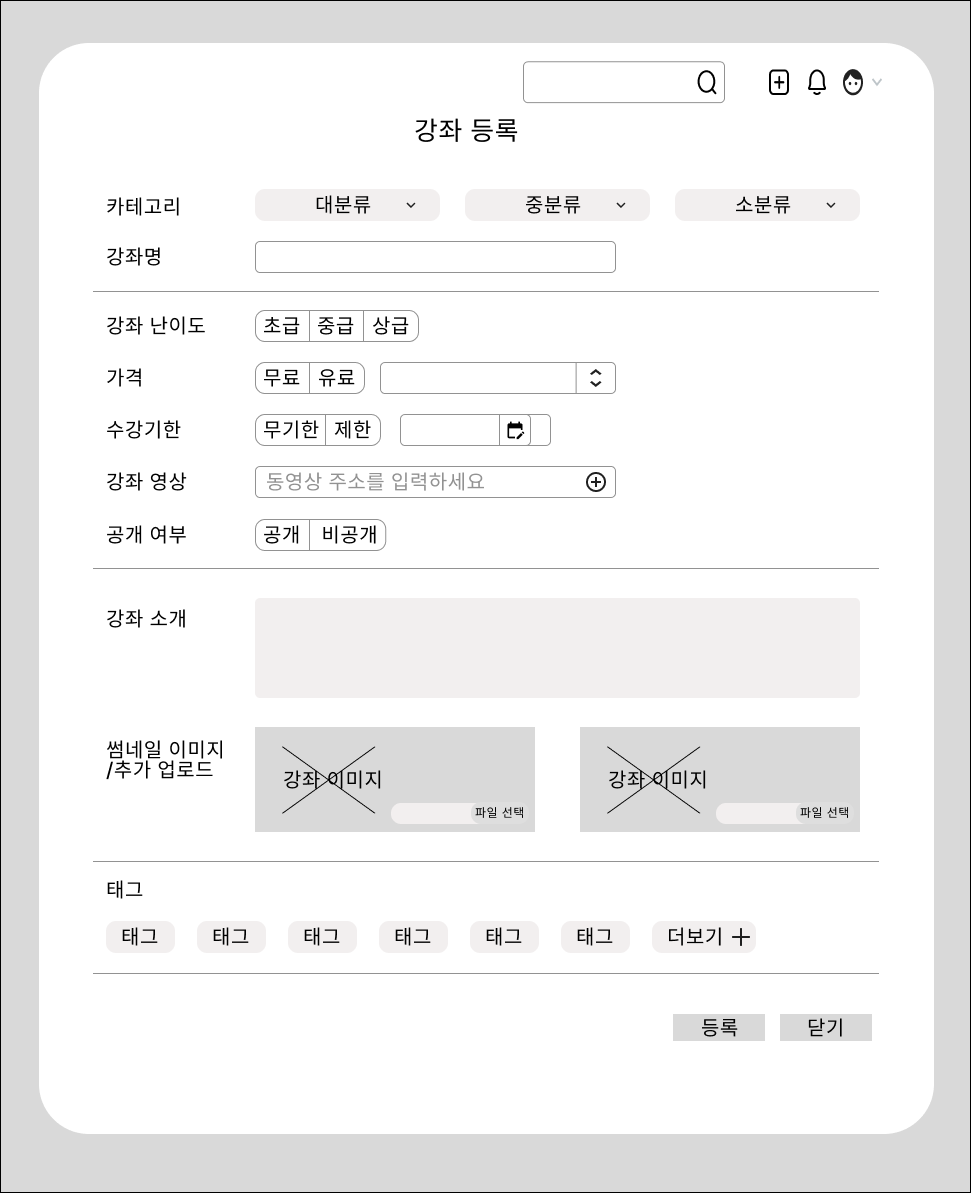 강좌 등록
카테고리 대분류 중분류 소분류
강좌명
강좌 난이도 초급 중급 상급
가격 무료 유료
수강기한 무기한 제한
강좌 영상 동영상 주소를 입력하세요
공개 여부 공개 비공개
강좌 소개
썸네일 이미지
/추가 업로드
강좌 이미지 강좌 이미지
파일 선택 파일 선택
태그
태그 태그 태그 태그 태그 태그 더보기
등록 닫기